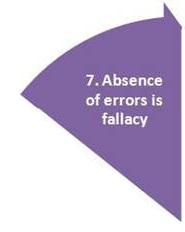 7. Absence
of errors is
fallacy